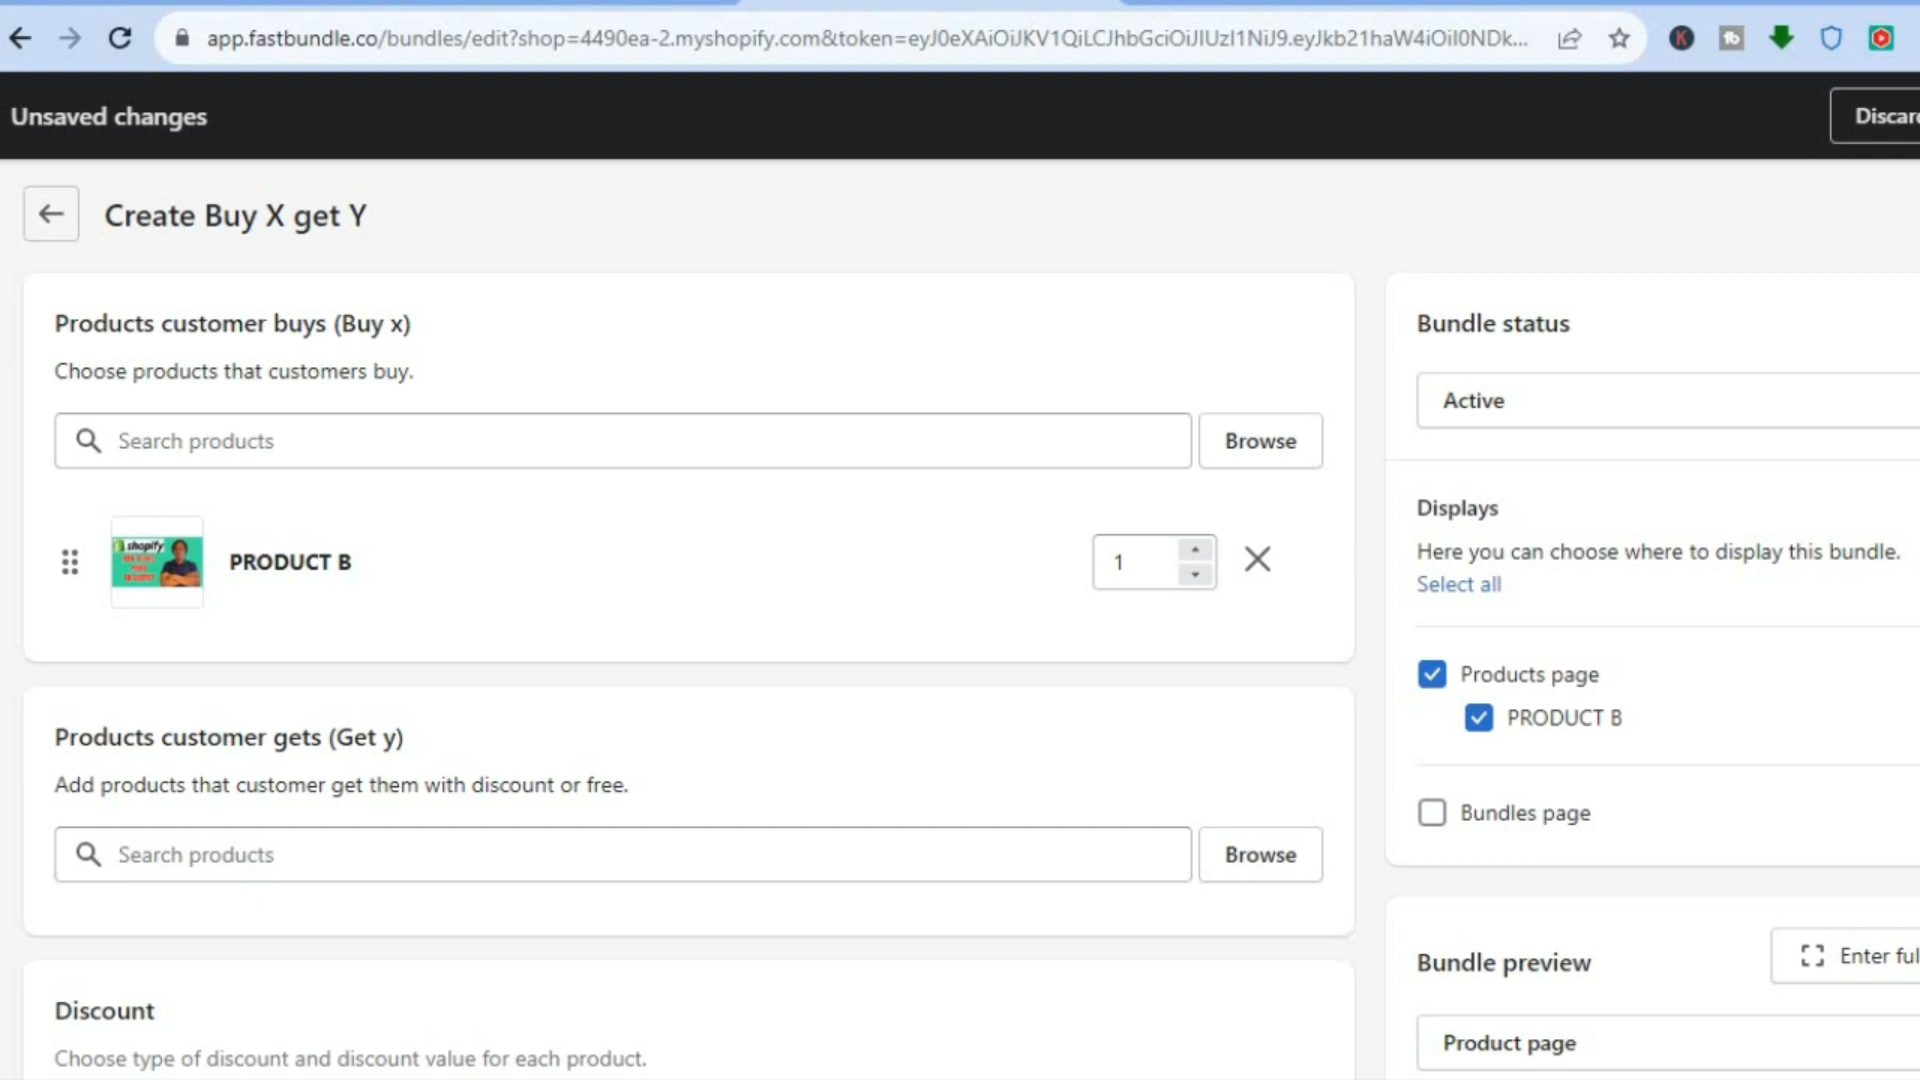 app.fastbundle.co/bundles/edit?shop=4490ea-2.myshopify.com&token=eyJ0eXAiOiJKV1QiLCJhbGciOiJIUzI1NiJ9.eyJkb21haW4iOiI0NDk...
Unsaved changes
Discar
Create Buy X get Y
Products customer buys (Buy x)
Choose products that customers buy.
Search products
Browse
shopify
PRODUCT B
1
Products customer gets (Get y)
Add products that customer get them with discount or free.
Search products
Browse
Discount
Choose type of discount and discount value for each product.
Bundle status
Active
Displays
Here you can choose where to display this bundle.
Select all
Products page
PRODUCT B
Bundles page
Bundle preview
Enter ful
Product page